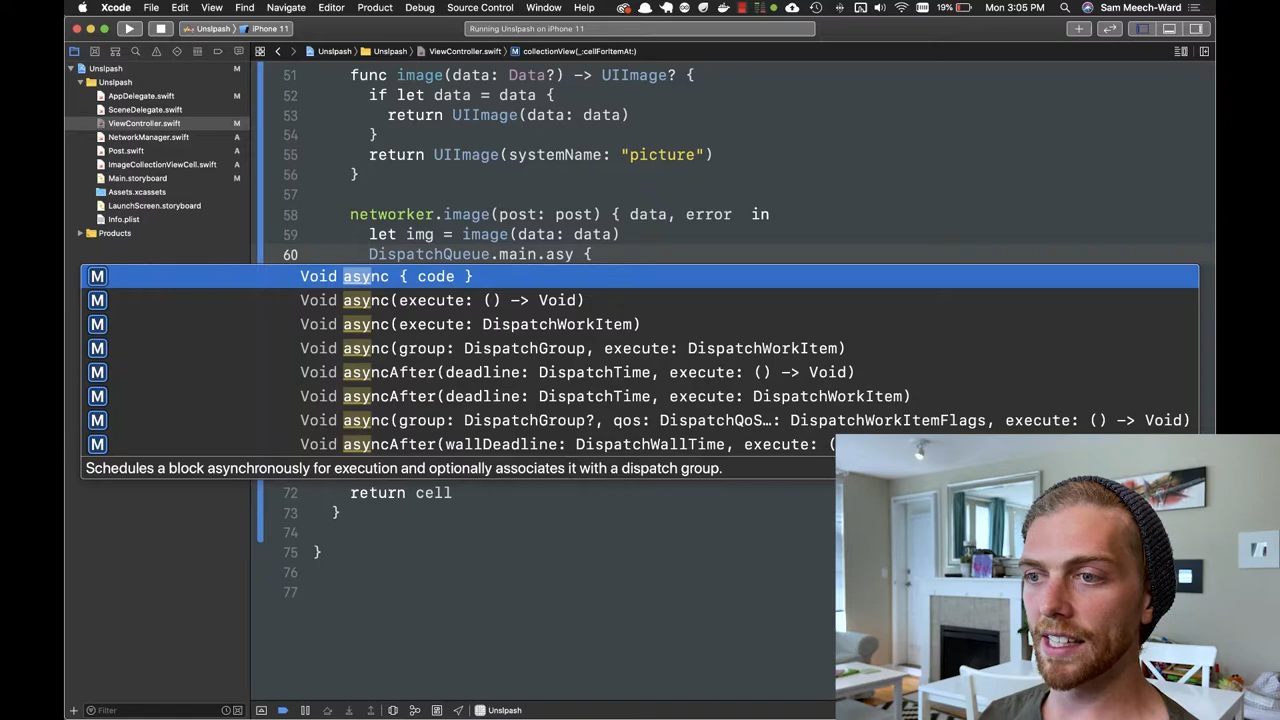 Xcode File Edit View Find Navigate Editor Product Debug Source Control Window Help 19% Mon 3:05 PM Sam Meech-Ward
Unslpash iPhone 11 Running Unslpash on iPhone 11
Unslpash Unslpash ViewController.swift M collectionView(_:cellForItemAt:)
Unslpash M
Unslpash
AppDelegate.swift M
SceneDelegate.swift
ViewController.swift M
NetworkManager.swift A
Post.swift A
ImageCollectionViewCell.swift A
Main.storyboard M
Assets.xcassets
LaunchScreen.storyboard
Info.plist
Products
51 func image(data: Data?) -> UIImage? {
52 if let data = data {
53 return UIImage(data: data)
54 }
55 return UIImage(systemName: "picture")
56 }
57
58 networker.image(post: post) { data, error in
59 let img = image(data: data)
60 DispatchQueue.main.asy {
M Void async { code }
M Void async(execute: () -> Void)
M Void async(execute: DispatchWorkItem)
M Void async(group: DispatchGroup, execute: DispatchWorkItem)
M Void asyncAfter(deadline: DispatchTime, execute: () -> Void)
M Void asyncAfter(deadline: DispatchTime, execute: DispatchWorkItem)
M Void async(group: DispatchGroup?, qos: DispatchQoS…: DispatchWorkItemFlags, execute: () -> Void)
M Void asyncAfter(wallDeadline: DispatchWallTime, execute: (
Schedules a block asynchronously for execution and optionally associates it with a dispatch group.
72 return cell
73 }
74
75 }
76
77
Filter Unslpash